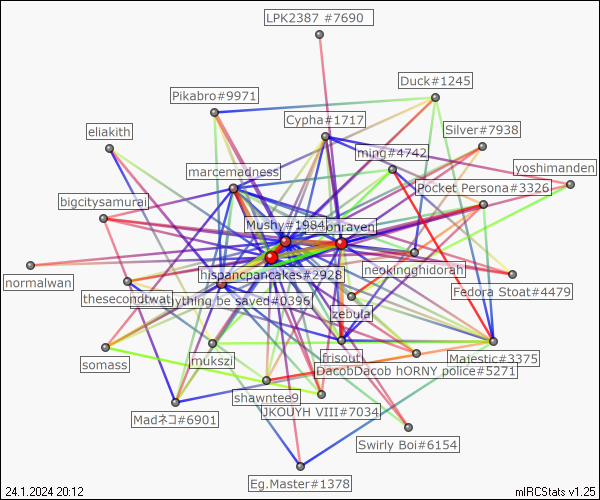 LPK2387 #7690
Duck#1245
Pikabro#9971
Cypha#1717
Silver#7938
eliakith
ming#4742
yoshimanden
marcemadness
Pocket Persona#3326
bigcitysamurai
Mushy#1984
onraven
neokingghidorah
hispancpancakes#2928
normalwan
Fedora Stoat#4479
thesecondtwat
ything be saved#0396
zebula
mukszi
frisouti
Majestic#3375
somass
DacobDacob hORNY police#5271
shawntee9
JKOUYH VIII#7034
Madネコ#6901
Swirly Boi#6154
Eg.Master#1378
24.1.2024 20:12
mIRCStats v1.25